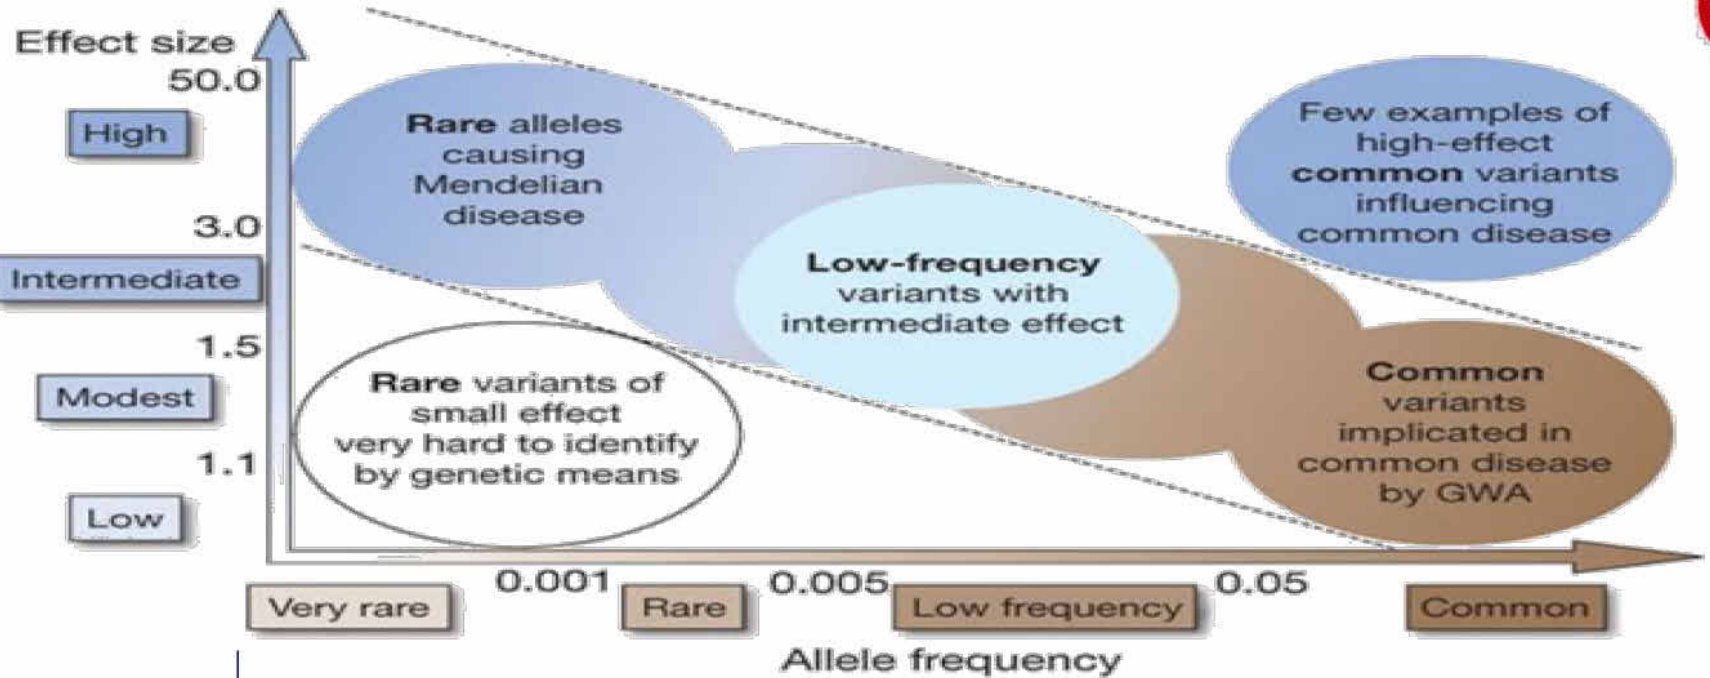 Effect size
50.0
High
3.0
Intermediate
1.5
Modest
1.1
Low
Rare alleles
causing
Mendelian
disease
Few examples of
high-effect
common variants
influencing
common disease
Low-frequency
variants with
intermediate effect
Rare variants of
small effect
very hard to identify
by genetic means
Common
variants
implicated in
common disease
by GWA
0.001
0.005
0.05
Very rare
Rare
Low frequency
Common
Allele frequency